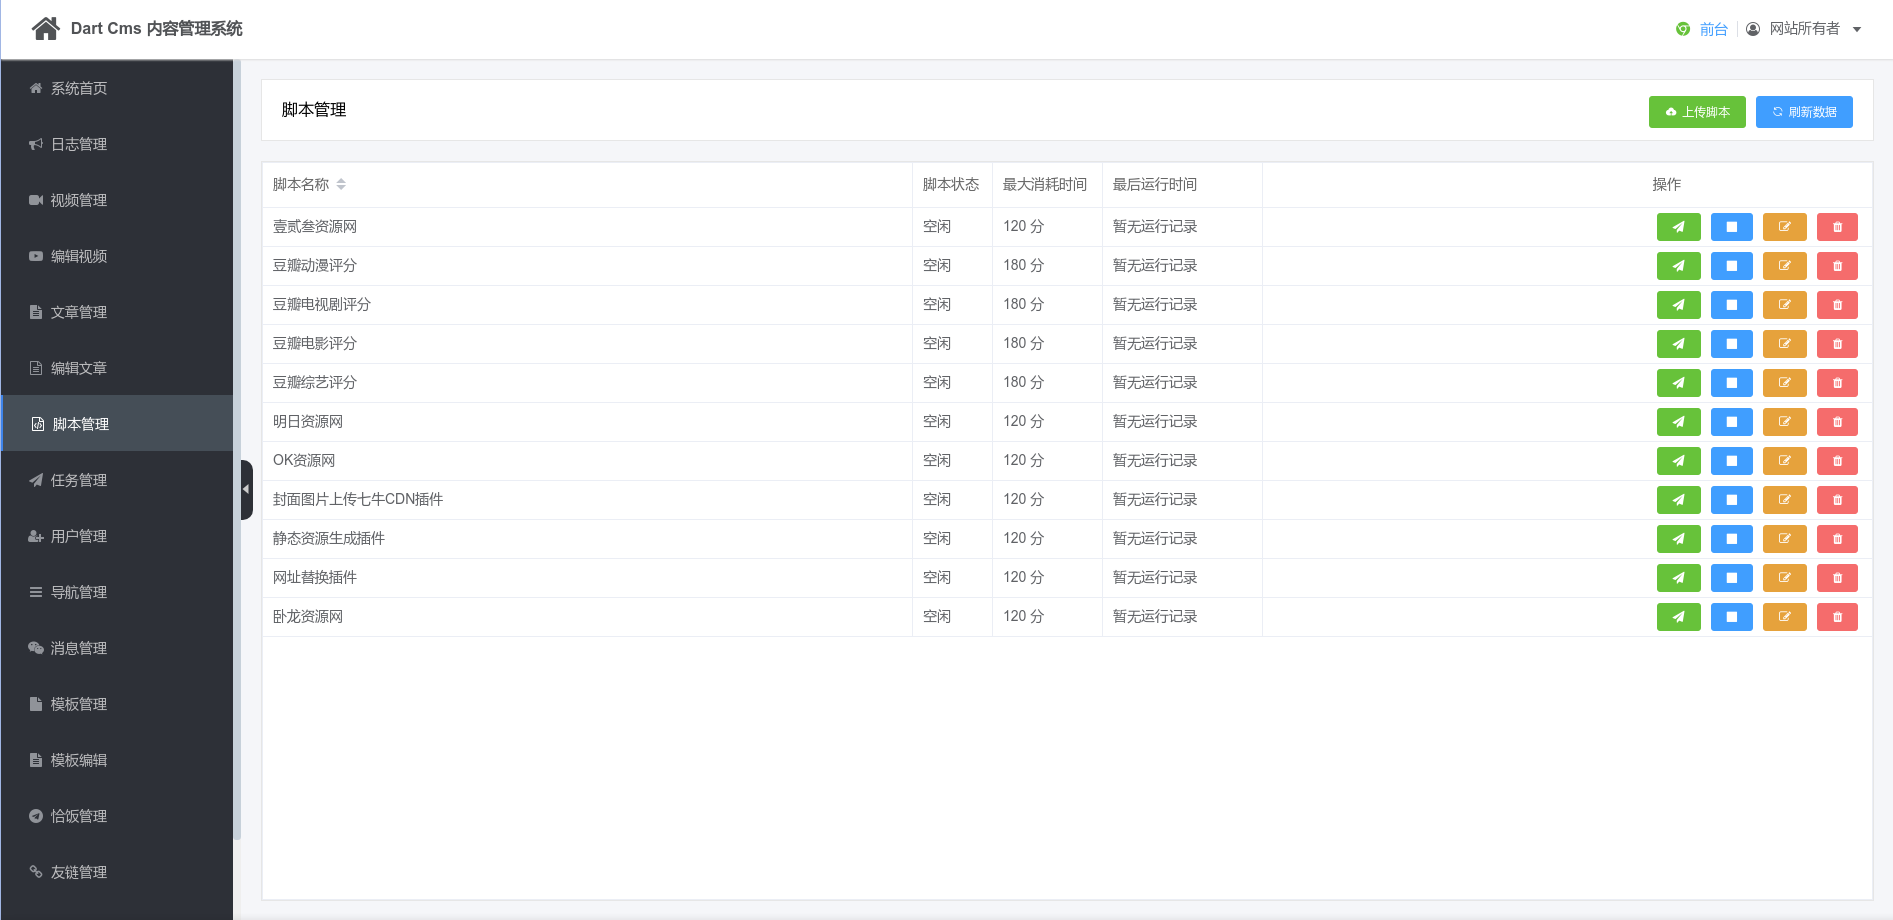 Dart Cms 内容管理系统
前台
网站所有者
系统首页
日志管理
视频管理
编辑视频
文章管理
编辑文章
脚本管理
任务管理
用户管理
导航管理
消息管理
模板管理
模板编辑
恰饭管理
友链管理
脚本管理
上传脚本
刷新数据
脚本名称 脚本状态 最大消耗时间 最后运行时间 操作
壹贰叁资源网 空闲 120 分 暂无运行记录
豆瓣动漫评分 空闲 180 分 暂无运行记录
豆瓣电视剧评分 空闲 180 分 暂无运行记录
豆瓣电影评分 空闲 180 分 暂无运行记录
豆瓣综艺评分 空闲 180 分 暂无运行记录
明日资源网 空闲 120 分 暂无运行记录
OK资源网 空闲 120 分 暂无运行记录
封面图片上传七牛CDN插件 空闲 120 分 暂无运行记录
静态资源生成插件 空闲 120 分 暂无运行记录
网址替换插件 空闲 120 分 暂无运行记录
卧龙资源网 空闲 120 分 暂无运行记录